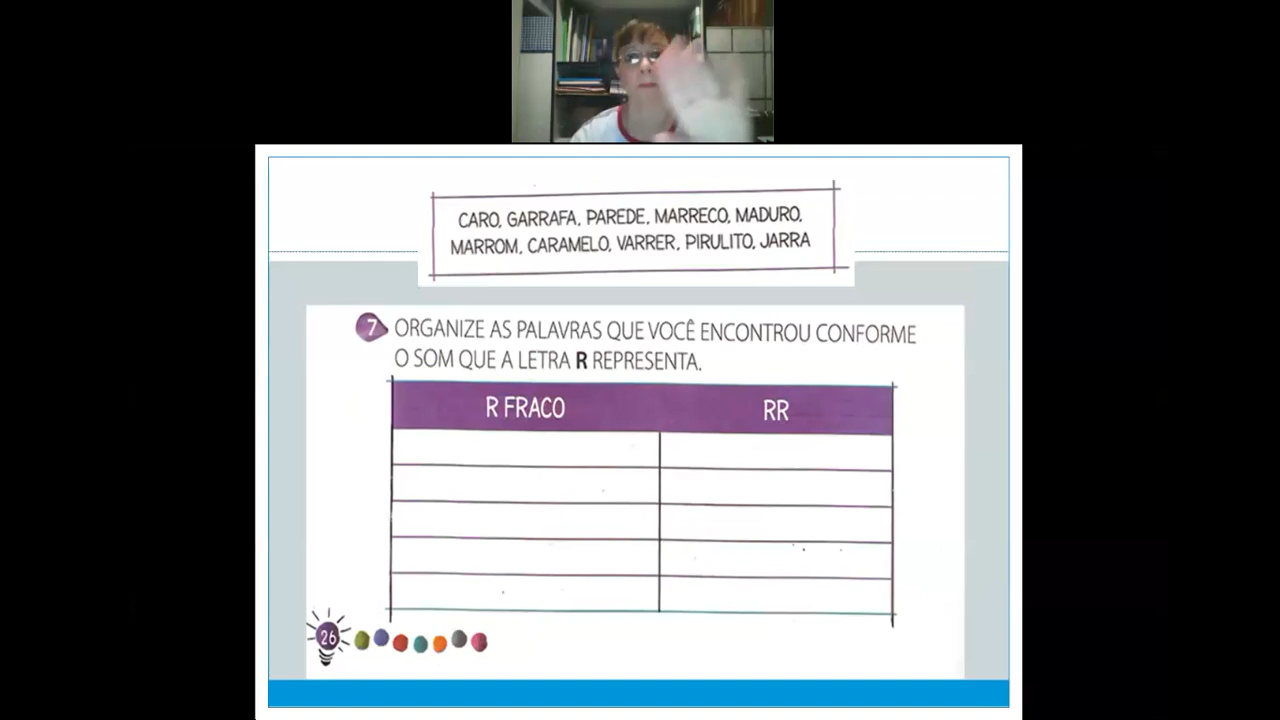 CARO, GARRAFA, PAREDE, MARRECO, MADURO,
MARROM, CARAMELO, VARRER, PIRULITO, JARRA
7 ORGANIZE AS PALAVRAS QUE VOCÊ ENCONTROU CONFORME
O SOM QUE A LETRA R REPRESENTA.
R FRACO RR
26